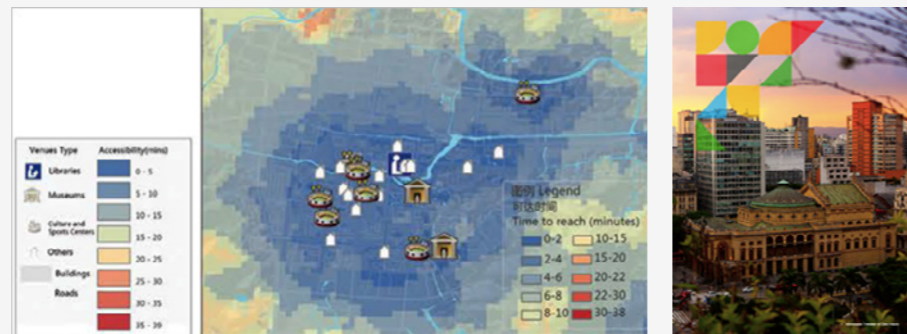 Venues Type
Accessibility(mins)
Libraries
0 - 5
Museums
5 - 10
10 - 15
Culture and
Sports Centers
15 - 20
Others
20 - 25
Buildings
25 - 30
Roads
30 - 35
35 - 39
图例 Legend
时达时间
Time to reach (minutes)
0-2
10-15
2-4
15-20
4-6
20-22
6-8
22-30
8-10
30-38